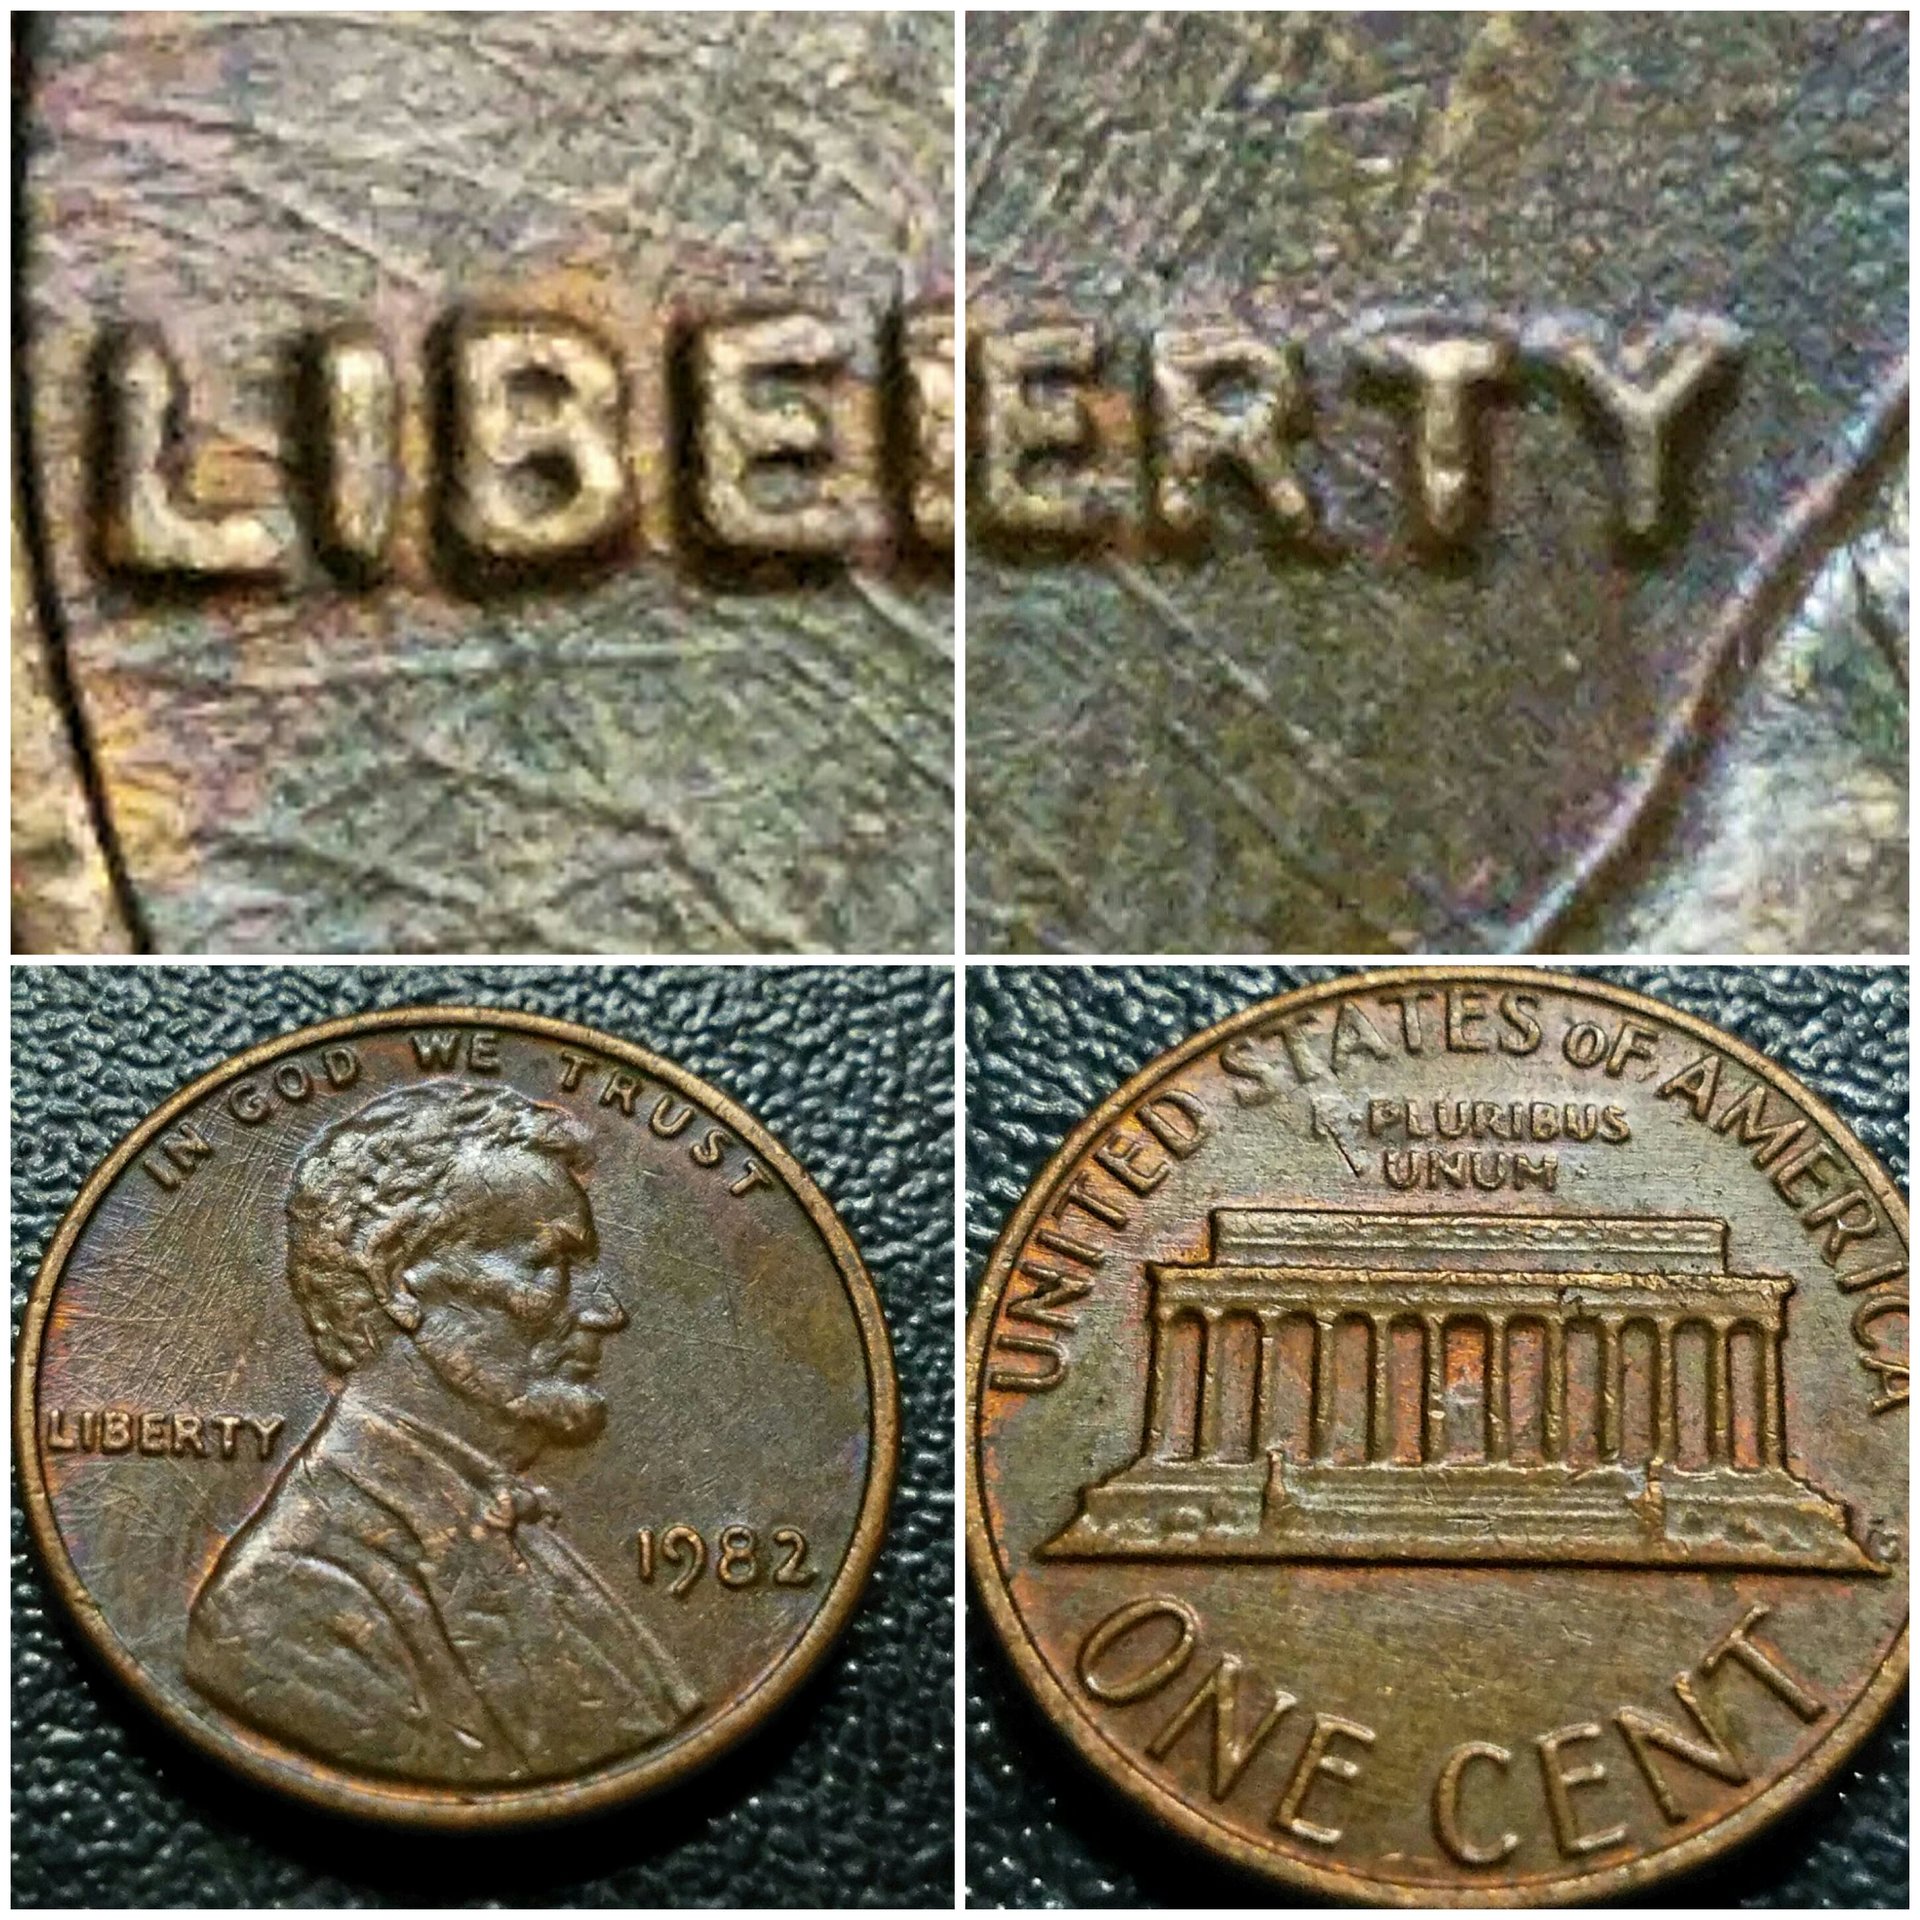 LIBE
ERTY
IN GOD WE TRUST
LIBERTY
1982
UNITED STATES OF AMERICA
PLURIBUS
UNUM
ONE CENT